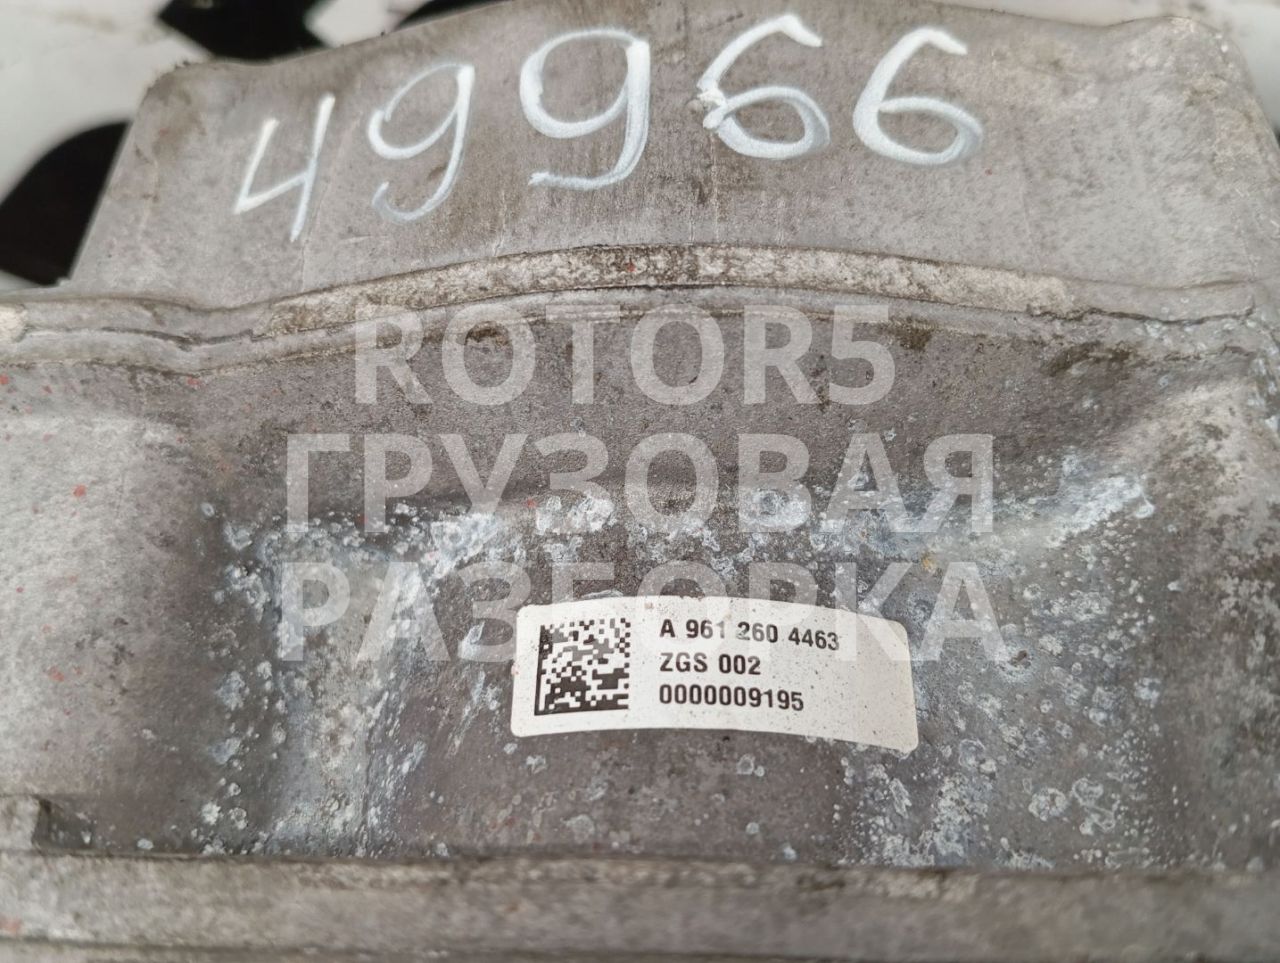 49966
ROTOR5
ГРУЗОВАЯ
РАЗБОРКА
A 961 260 4463
ZGS 002
0000009195